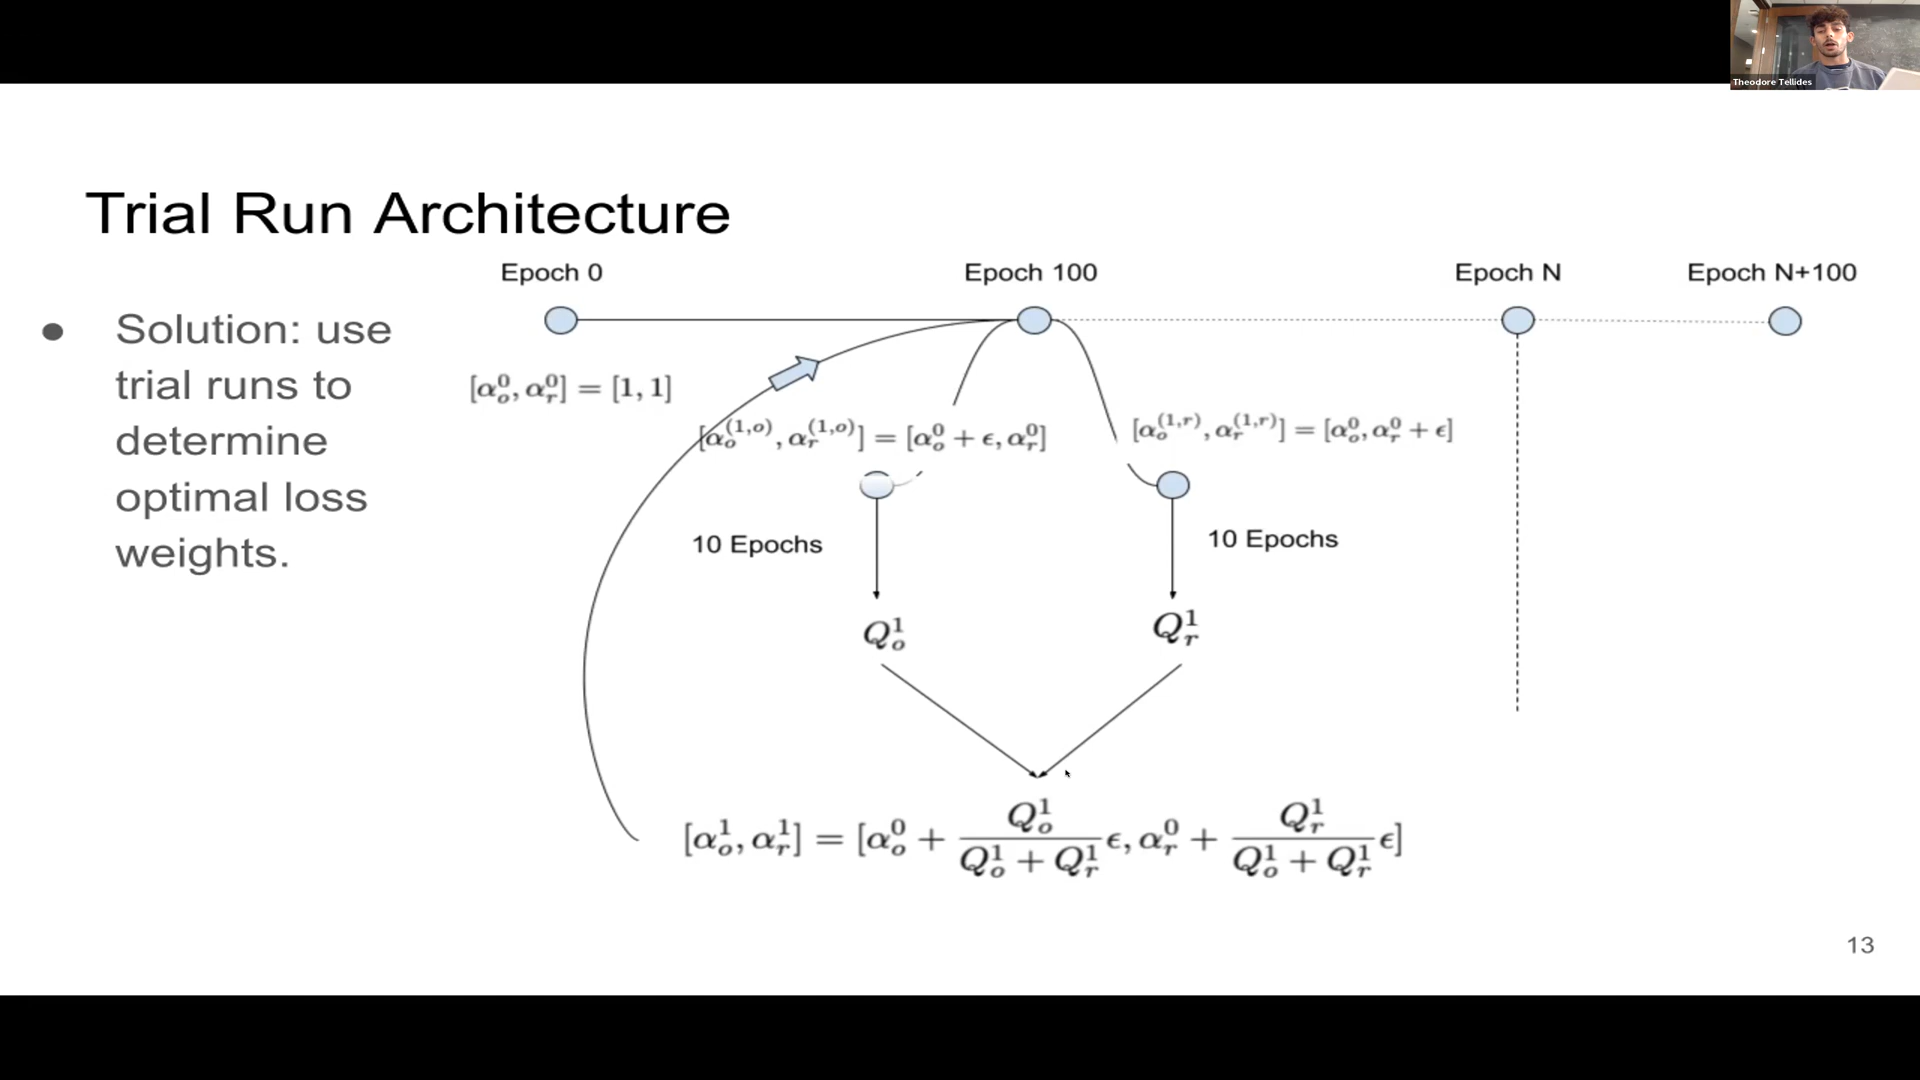 Theodore Tellides
Trial Run Architecture
● Solution: use
trial runs to
determine
optimal loss
weights.
Epoch 0
Epoch 100
Epoch N
Epoch N+100
[α_o^0, α_r^0] = [1, 1]
[α_o^{(1,o)}, α_r^{(1,o)}] = [α_o^0 + ϵ, α_r^0]
[α_o^{(1,r)}, α_r^{(1,r)}] = [α_o^0, α_r^0 + ϵ]
10 Epochs
10 Epochs
Q_o^1
Q_r^1
[α_o^1, α_r^1] = [α_o^0 + \frac{Q_o^1}{Q_o^1 + Q_r^1} ϵ, α_r^0 + \frac{Q_r^1}{Q_o^1 + Q_r^1} ϵ]
13